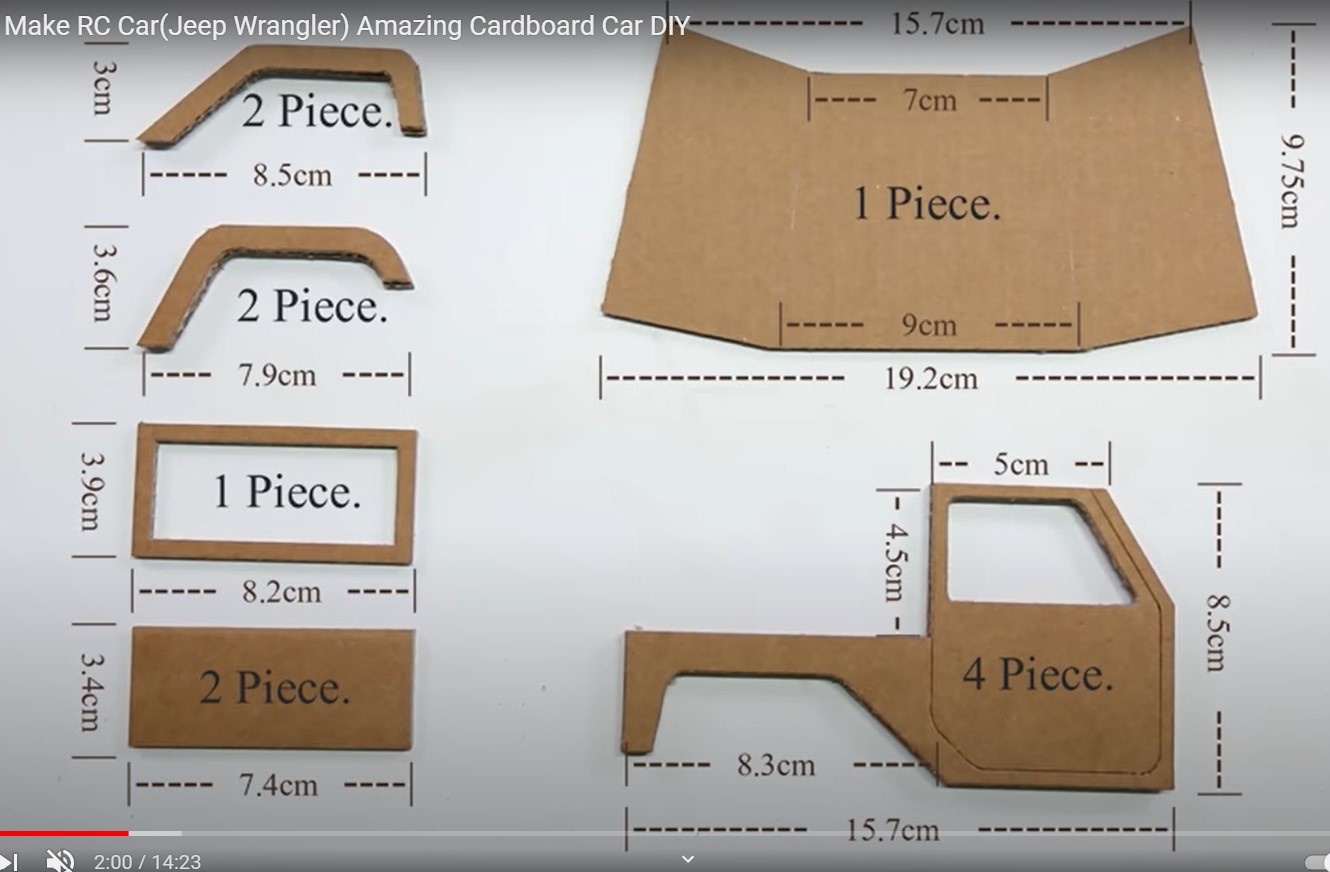 Make RC Car(Jeep Wrangler) Amazing Cardboard Car DIY
3cm
2 Piece.
8.5cm
3.6cm
2 Piece.
7.9cm
3.9cm
1 Piece.
8.2cm
3.4cm
2 Piece.
7.4cm
15.7cm
7cm
9.75cm
1 Piece.
9cm
19.2cm
5cm
4.5cm
8.5cm
4 Piece.
8.3cm
15.7cm
2:00 / 14:23